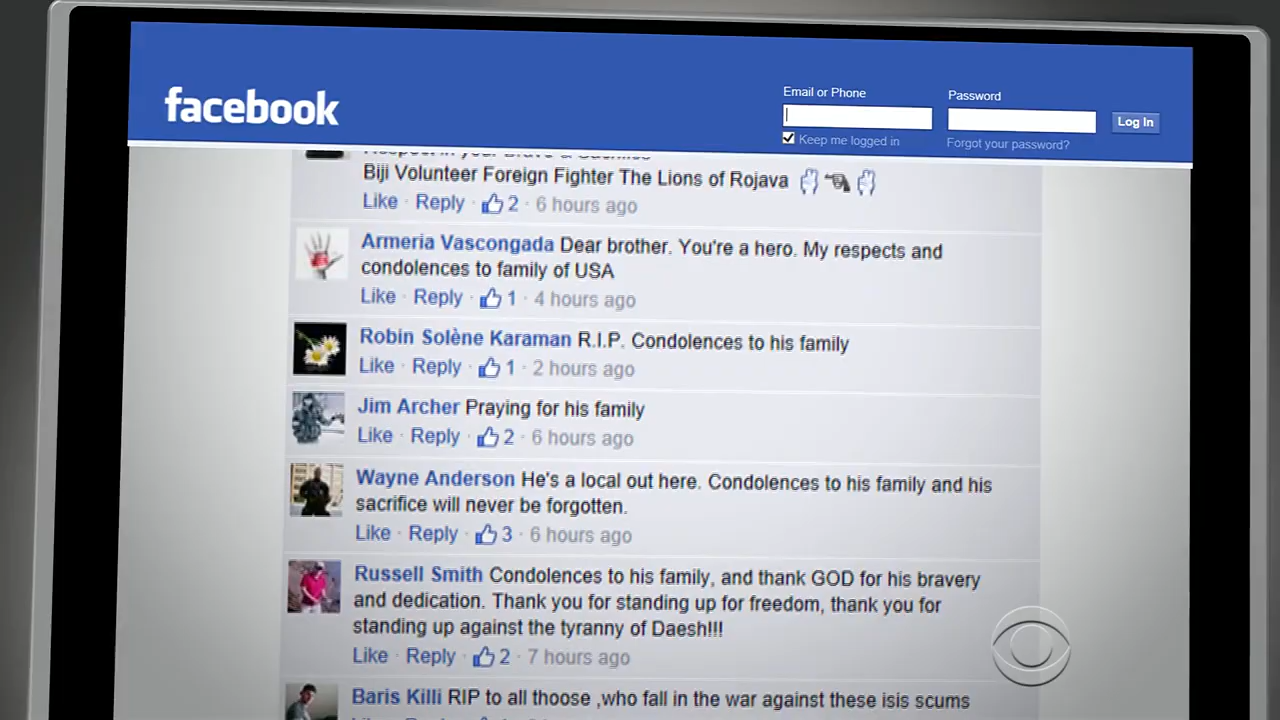 facebook
Email or Phone
Password
Log In
Keep me logged in
Forgot your password?
Respect in your Brave & Sacrifice
Biji Volunteer Foreign Fighter The Lions of Rojava
Like · Reply · 2 · 6 hours ago
Armeria Vascongada Dear brother. You're a hero. My respects and
condolences to family of USA
Like · Reply · 1 · 4 hours ago
Robin Solène Karaman R.I.P. Condolences to his family
Like · Reply · 1 · 2 hours ago
Jim Archer Praying for his family
Like · Reply · 2 · 6 hours ago
Wayne Anderson He's a local out here. Condolences to his family and his
sacrifice will never be forgotten.
Like · Reply · 3 · 6 hours ago
Russell Smith Condolences to his family, and thank GOD for his bravery
and dedication. Thank you for standing up for freedom, thank you for
standing up against the tyranny of Daesh!!!
Like · Reply · 2 · 7 hours ago
Baris Killi RIP to all thoose ,who fall in the war against these isis scums